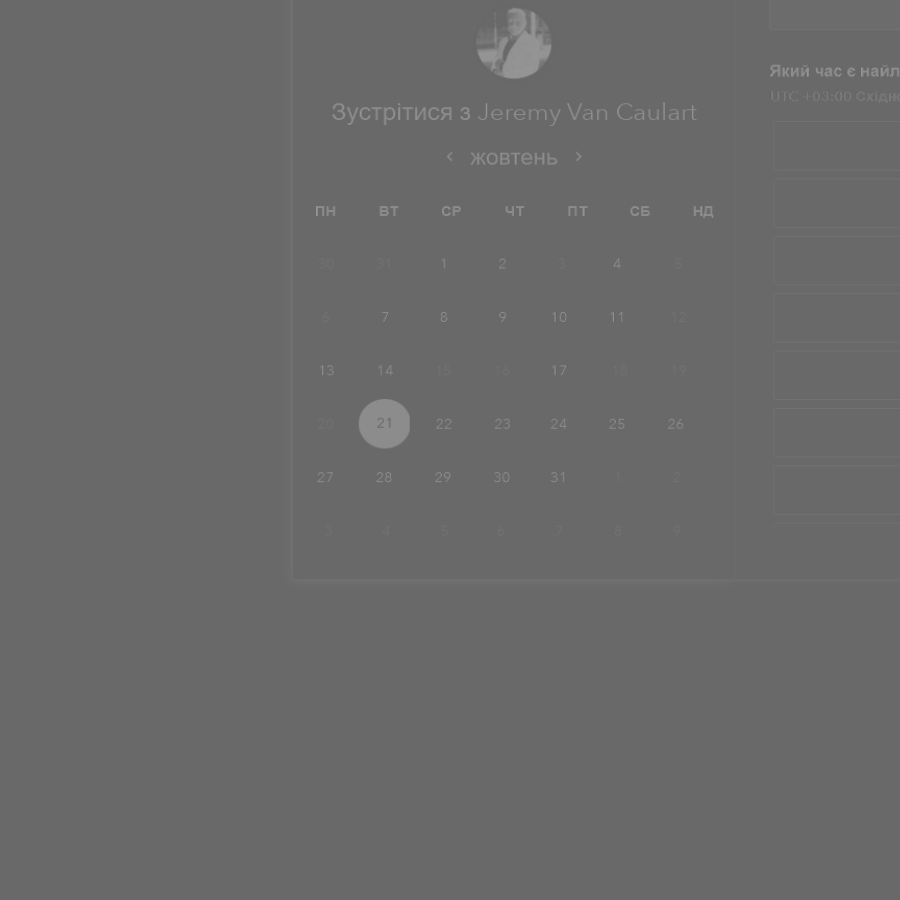 Зустрітися з Jeremy Van Caulart
жовтень
ПН ВТ СР ЧТ ПТ СБ НД
30 31 1 2 3 4 5
6 7 8 9 10 11 12
13 14 15 16 17 18 19
20 21 22 23 24 25 26
27 28 29 30 31 1 2
3 4 5 6 7 8 9
Який час є найл
UTC +03:00 Східн